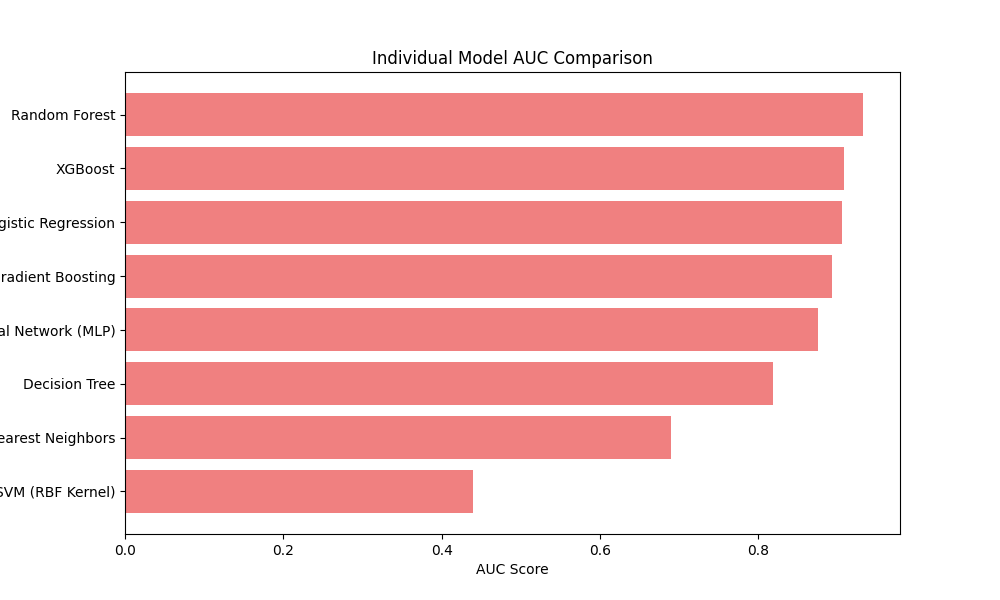 Individual Model AUC Comparison
Random Forest
XGBoost
gistic Regression
radient Boosting
al Network (MLP)
Decision Tree
earest Neighbors
SVM (RBF Kernel)
0.0 0.2 0.4 0.6 0.8
AUC Score